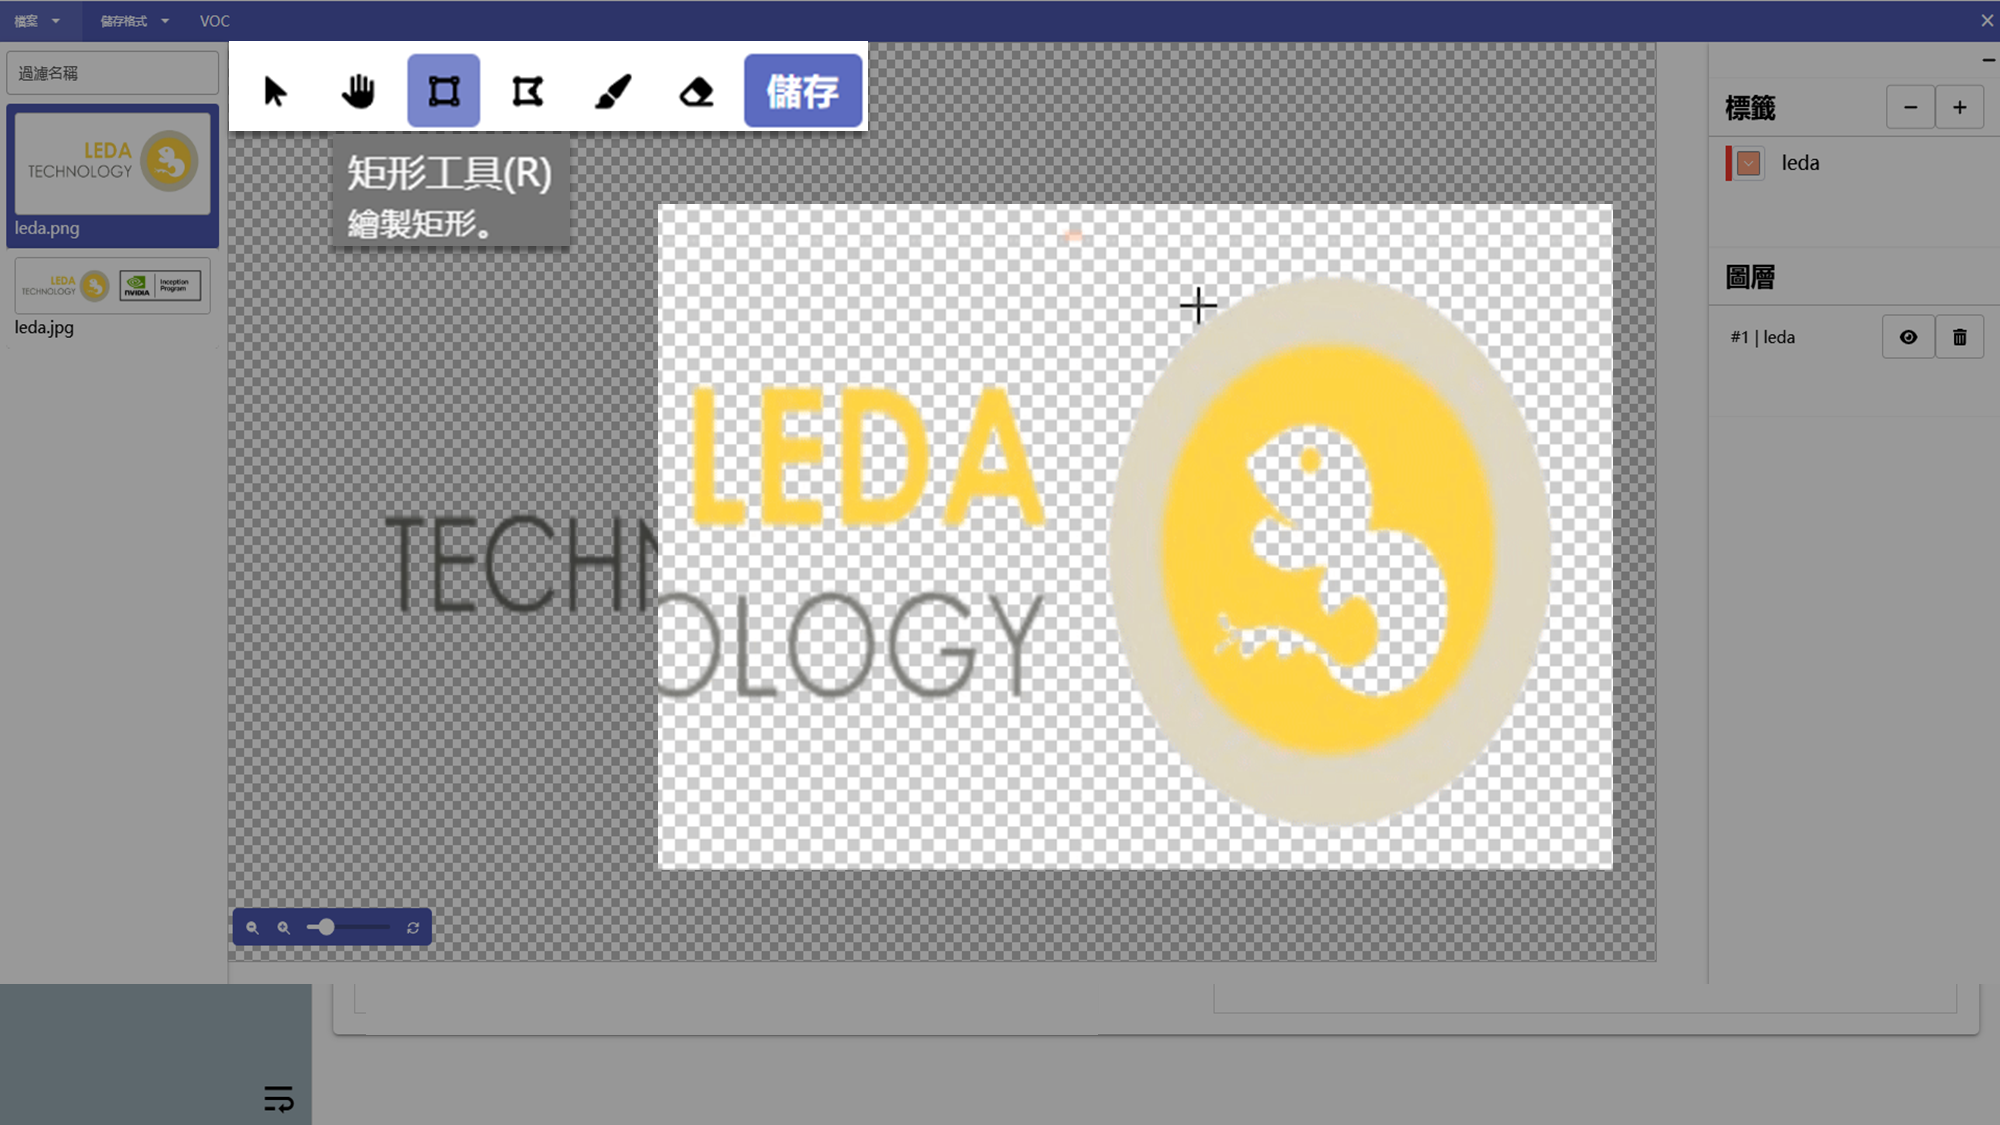 檔案
儲存格式
VOC
過濾名稱
LEDA
TECHNOLOGY
leda.png
LEDA
TECHNOLOGY
NVIDIA
Inception
Program
leda.jpg
儲存
矩形工具(R)
繪製矩形。
LEDA
TECHN
OLOGY
標籤
leda
圖層
#1 | leda